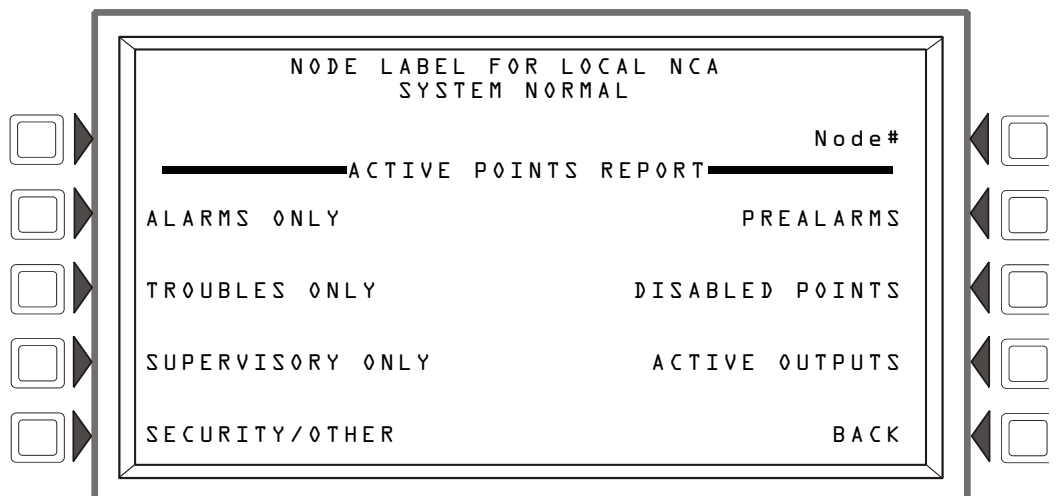 NODE LABEL FOR LOCAL NCA
SYSTEM NORMAL
Node#
ACTIVE POINTS REPORT
ALARMS ONLY PREALARMS
TROUBLES ONLY DISABLED POINTS
SUPERVISORY ONLY ACTIVE OUTPUTS
SECURITY/OTHER BACK